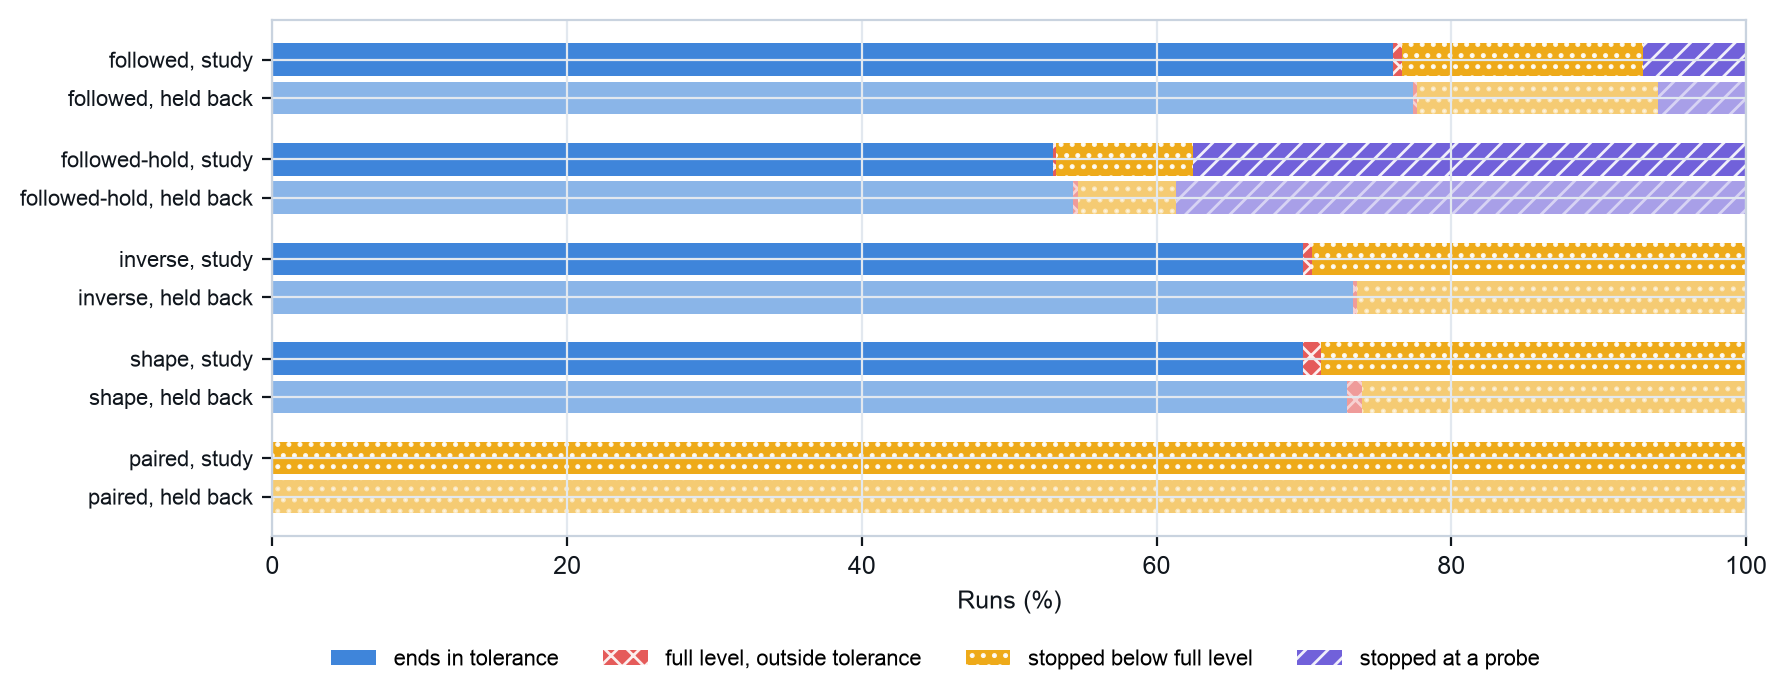 followed, study
followed, held back
followed-hold, study
followed-hold, held back
inverse, study
inverse, held back
shape, study
shape, held back
paired, study
paired, held back
0 20 40 60 80 100
Runs (%)
ends in tolerance full level, outside tolerance stopped below full level stopped at a probe